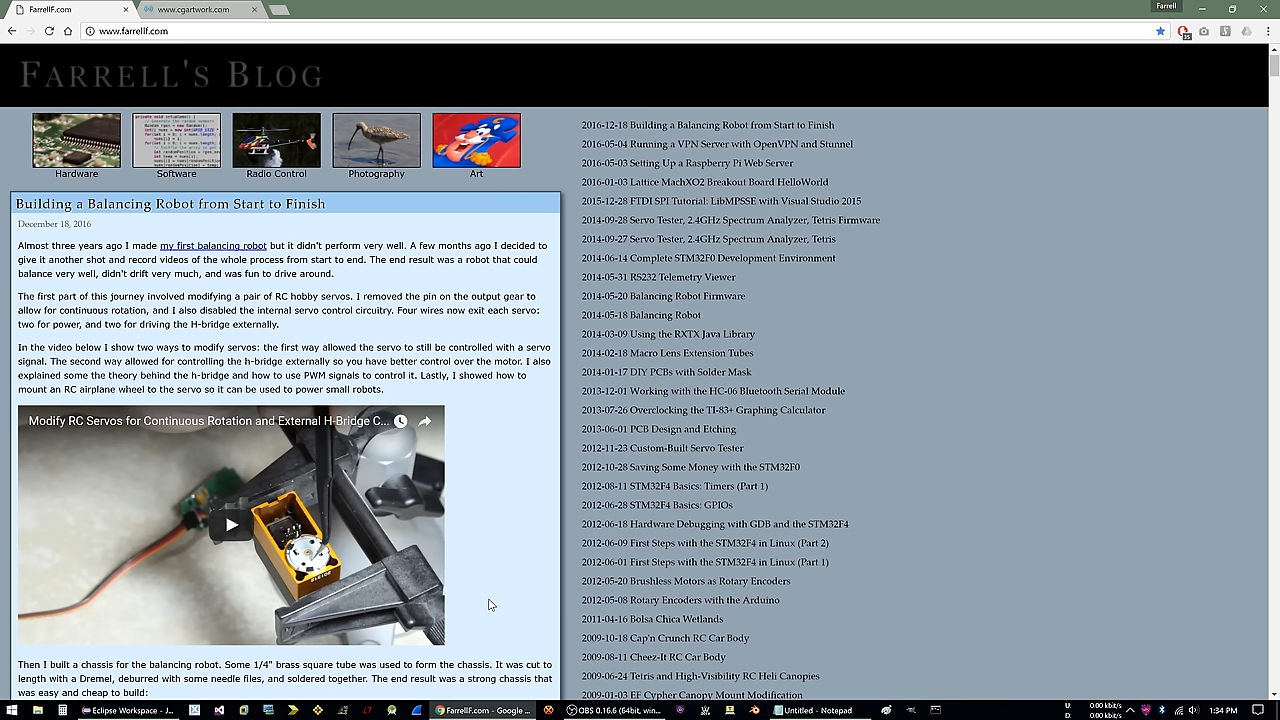 FarrellF.com
www.cgartwork.com
Farrell
www.farrellf.com
FARRELL'S BLOG
Hardware
Software
Radio Control
Photography
Art
Building a Balancing Robot from Start to Finish
December 18, 2016
Almost three years ago I made my first balancing robot but it didn't perform very well. A few months ago I decided to
give it another shot and record videos of the whole process from start to end. The end result was a robot that could
balance very well, didn't drift very much, and was fun to drive around.
The first part of this journey involved modifying a pair of RC hobby servos. I removed the pin on the output gear to
allow for continuous rotation, and I also disabled the internal servo control circuitry. Four wires now exit each servo:
two for power, and two for driving the H-bridge externally.
In the video below I show two ways to modify servos: the first way allowed the servo to still be controlled with a servo
signal. The second way allowed for controlling the h-bridge externally so you have better control over the motor. I also
explained some the theory behind the h-bridge and how to use PWM signals to control it. Lastly, I showed how to
mount an RC airplane wheel to the servo so it can be used to power small robots.
Modify RC Servos for Continuous Rotation and External H-Bridge C...
Then I built a chassis for the balancing robot. Some 1/4" brass square tube was used to form the chassis. It was cut to
length with a Dremel, deburred with some needle files, and soldered together. The end result was a strong chassis that
was easy and cheap to build:
2016-12-18 Building a Balancing Robot from Start to Finish
2016-05-04 Running a VPN Server with OpenVPN and Stunnel
2016-05-03 Setting Up a Raspberry Pi Web Server
2016-01-03 Lattice MachXO2 Breakout Board HelloWorld
2015-12-28 FTDI SPI Tutorial: LibMPSSE with Visual Studio 2015
2014-09-28 Servo Tester, 2.4GHz Spectrum Analyzer, Tetris Firmware
2014-09-27 Servo Tester, 2.4GHz Spectrum Analyzer, Tetris
2014-06-14 Complete STM32F0 Development Environment
2014-05-31 RS232 Telemetry Viewer
2014-05-20 Balancing Robot Firmware
2014-05-18 Balancing Robot
2014-03-09 Using the RXTX Java Library
2014-02-18 Macro Lens Extension Tubes
2014-01-17 DIY PCBs with Solder Mask
2013-12-01 Working with the HC-06 Bluetooth Serial Module
2013-07-26 Overclocking the TI-83+ Graphing Calculator
2013-06-01 PCB Design and Etching
2012-11-23 Custom-Built Servo Tester
2012-10-28 Saving Some Money with the STM32F0
2012-08-11 STM32F4 Basics: Timers (Part 1)
2012-06-28 STM32F4 Basics: GPIOs
2012-06-18 Hardware Debugging with GDB and the STM32F4
2012-06-09 First Steps with the STM32F4 in Linux (Part 2)
2012-06-01 First Steps with the STM32F4 in Linux (Part 1)
2012-05-20 Brushless Motors as Rotary Encoders
2012-05-08 Rotary Encoders with the Arduino
2011-04-16 Bolsa Chica Wetlands
2009-10-18 Cap'n Crunch RC Car Body
2009-08-11 Cheez-It RC Car Body
2009-06-24 Tetris and High-Visibility RC Heli Canopies
2009-01-03 EF Cypher Canopy Mount Modification
Eclipse Workspace - J...
FarrellF.com - Google ...
OBS 0.16.6 (64bit, win...
Untitled - Notepad
U: 0.00 kbit/s
D: 0.00 kbit/s
1:34 PM